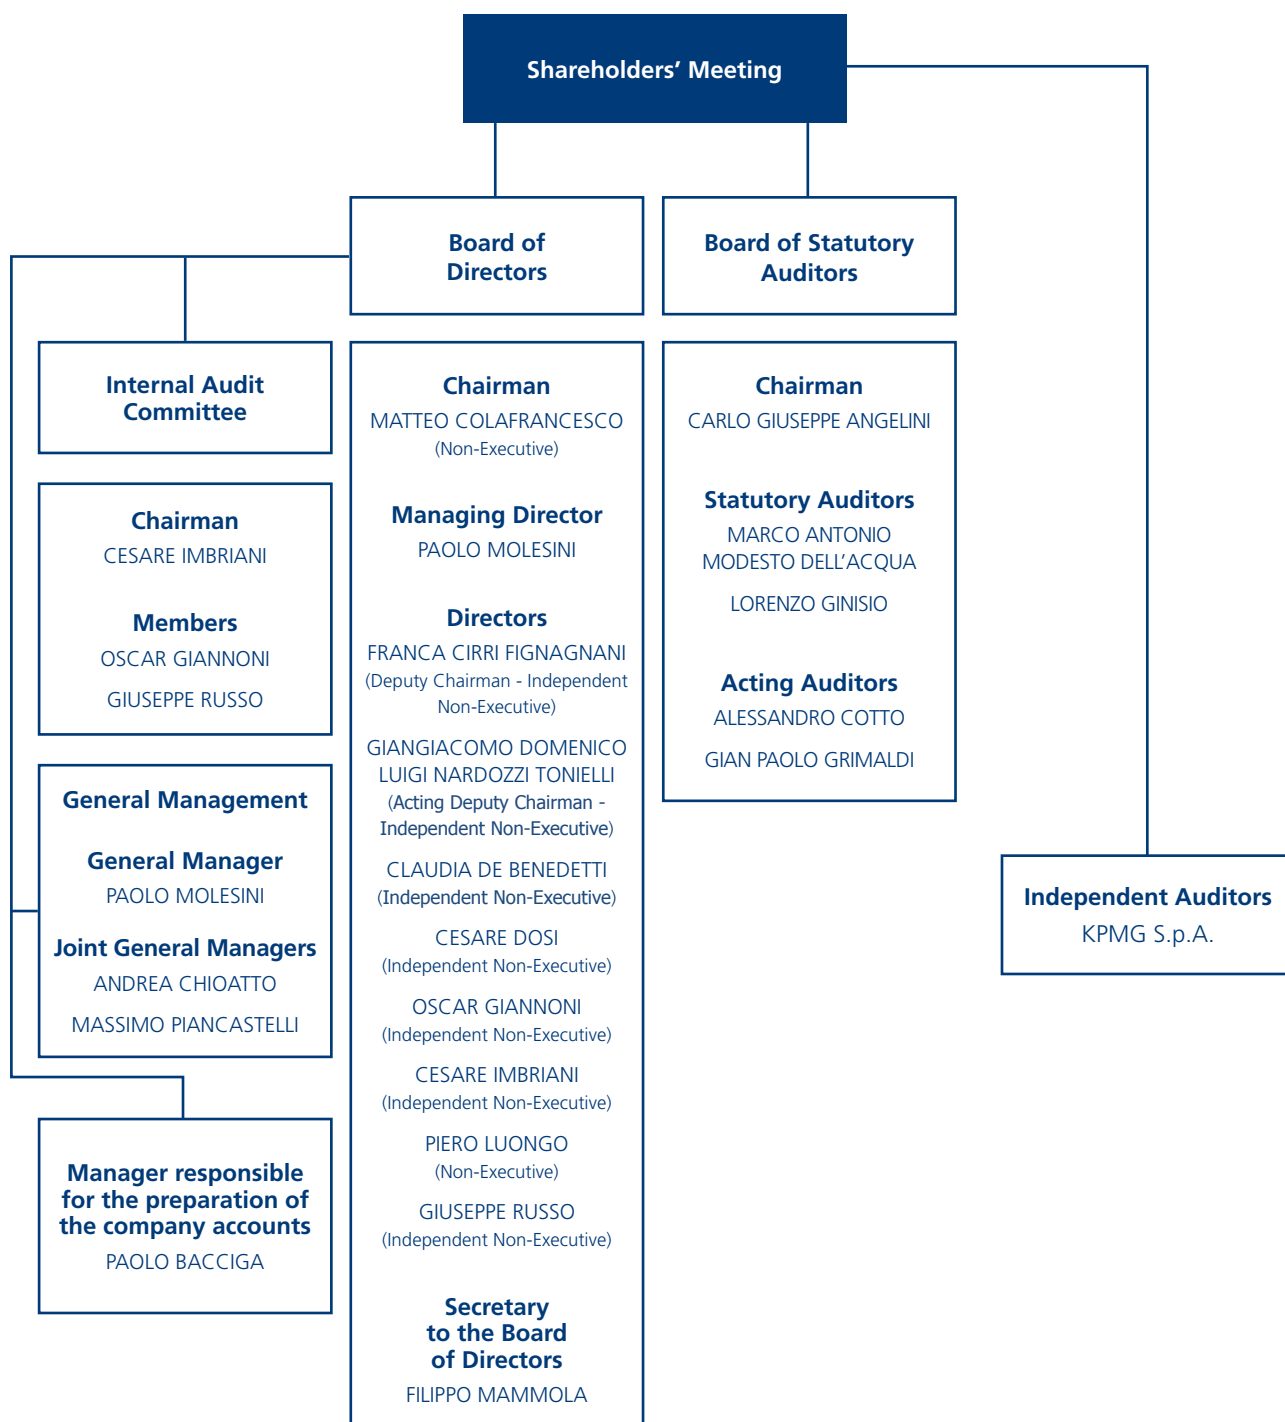 Shareholders' Meeting
Board of
Directors
Board of Statutory
Auditors
Internal Audit
Committee
Chairman
CESARE IMBRIANI
Members
OSCAR GIANNONI
GIUSEPPE RUSSO
General Management
General Manager
PAOLO MOLESINI
Joint General Managers
ANDREA CHIOATTO
MASSIMO PIANCASTELLI
Manager responsible
for the preparation of
the company accounts
PAOLO BACCIGA
Chairman
MATTEO COLAFRANCESCO
(Non-Executive)
Managing Director
PAOLO MOLESINI
Directors
FRANCA CIRRI FIGNAGNANI
(Deputy Chairman - Independent
Non-Executive)
GIANGIACOMO DOMENICO
LUIGI NARDOZZI TONIELLI
(Acting Deputy Chairman -
Independent Non-Executive)
CLAUDIA DE BENEDETTI
(Independent Non-Executive)
CESARE DOSI
(Independent Non-Executive)
OSCAR GIANNONI
(Independent Non-Executive)
CESARE IMBRIANI
(Independent Non-Executive)
PIERO LUONGO
(Non-Executive)
GIUSEPPE RUSSO
(Independent Non-Executive)
Secretary
to the Board
of Directors
FILIPPO MAMMOLA
Chairman
CARLO GIUSEPPE ANGELINI
Statutory Auditors
MARCO ANTONIO
MODESTO DELL'ACQUA
LORENZO GINISIO
Acting Auditors
ALESSANDRO COTTO
GIAN PAOLO GRIMALDI
Independent Auditors
KPMG S.p.A.